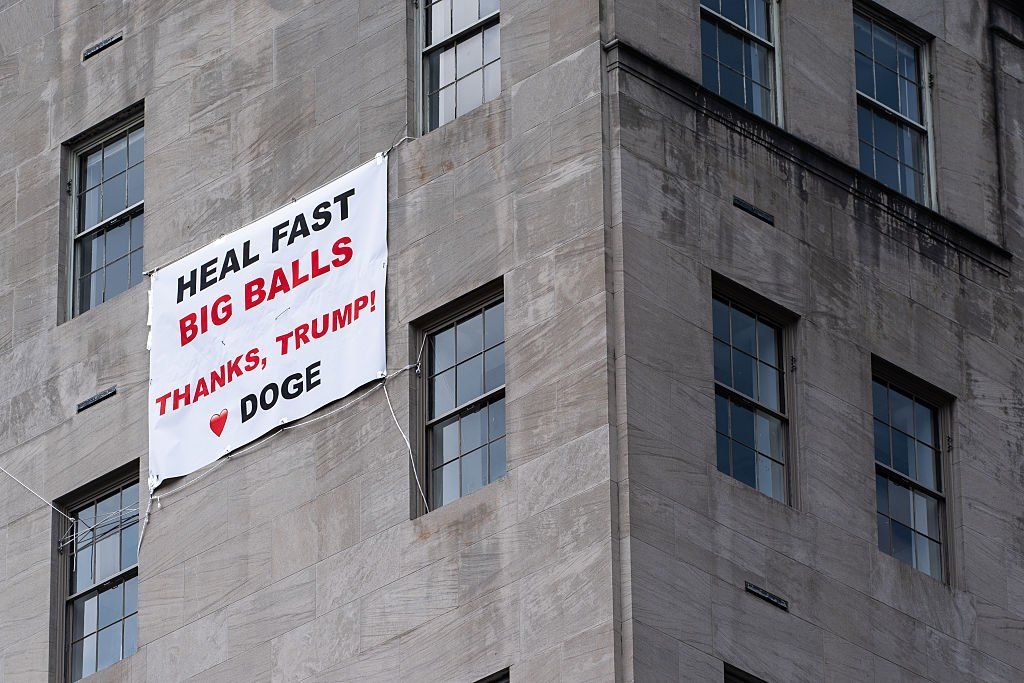 HEAL FAST
BIG BALLS
THANKS, TRUMP!
❤️ DOGE